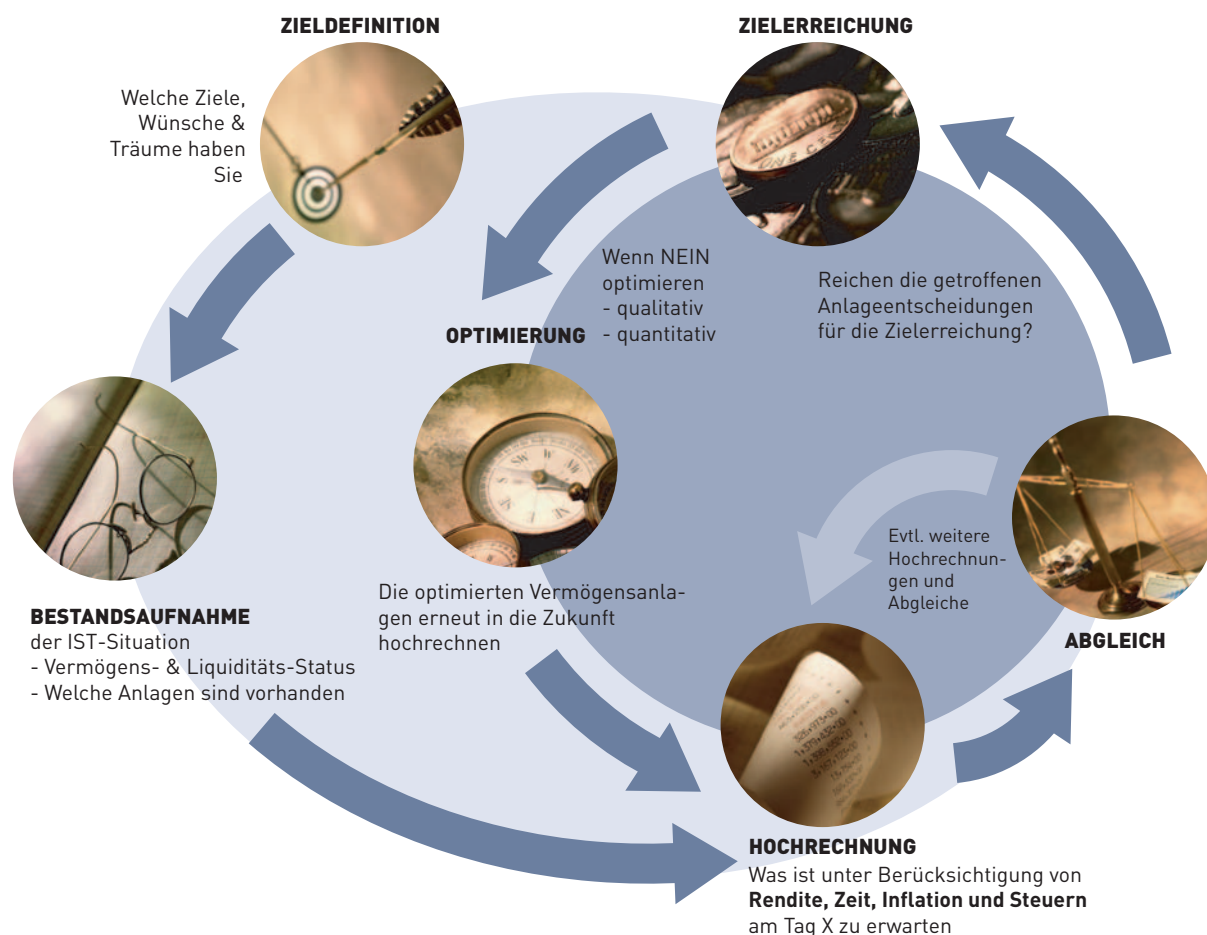 ZIELDEFINITION
Welche Ziele,
Wünsche &
Träume haben
Sie
ZIELERREICHUNG
ONE CE
Reichen die getroffenen
Anlageentscheidungen
für die Zielerreichung?
Wenn NEIN
optimieren
- qualitativ
- quantitativ
OPTIMIERUNG
Die optimierten Vermögensanla-
gen erneut in die Zukunft
hochrechnen
BESTANDSAUFNAHME
der IST-Situation
- Vermögens- & Liquiditäts-Status
- Welche Anlagen sind vorhanden
Evtl. weitere
Hochrechnun-
gen und
Abgleiche
ABGLEICH
HOCHRECHNUNG
Was ist unter Berücksichtigung von
Rendite, Zeit, Inflation und Steuern
am Tag X zu erwarten